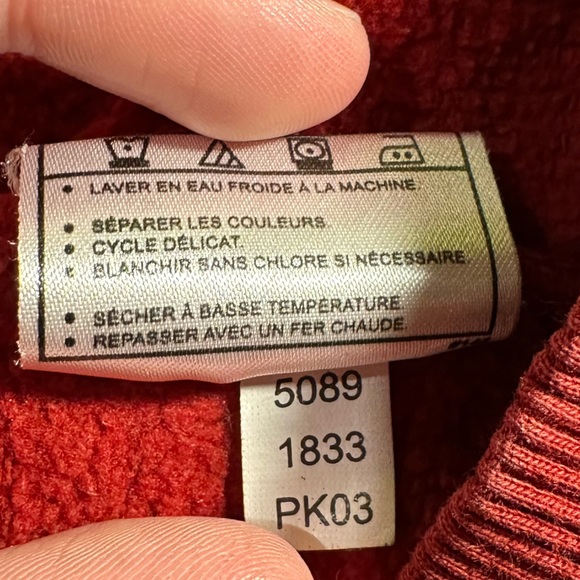 • LAVER EN EAU FROIDE À LA MACHINE.
• SÉPARER LES COULEURS.
• CYCLE DÉLICAT.
• BLANCHIR SANS CHLORE SI NÉCESSAIRE.
• SÉCHER À BASSE TEMPÉRATURE
• REPASSER AVEC UN FER CHAUDE.
5089
1833
PK03